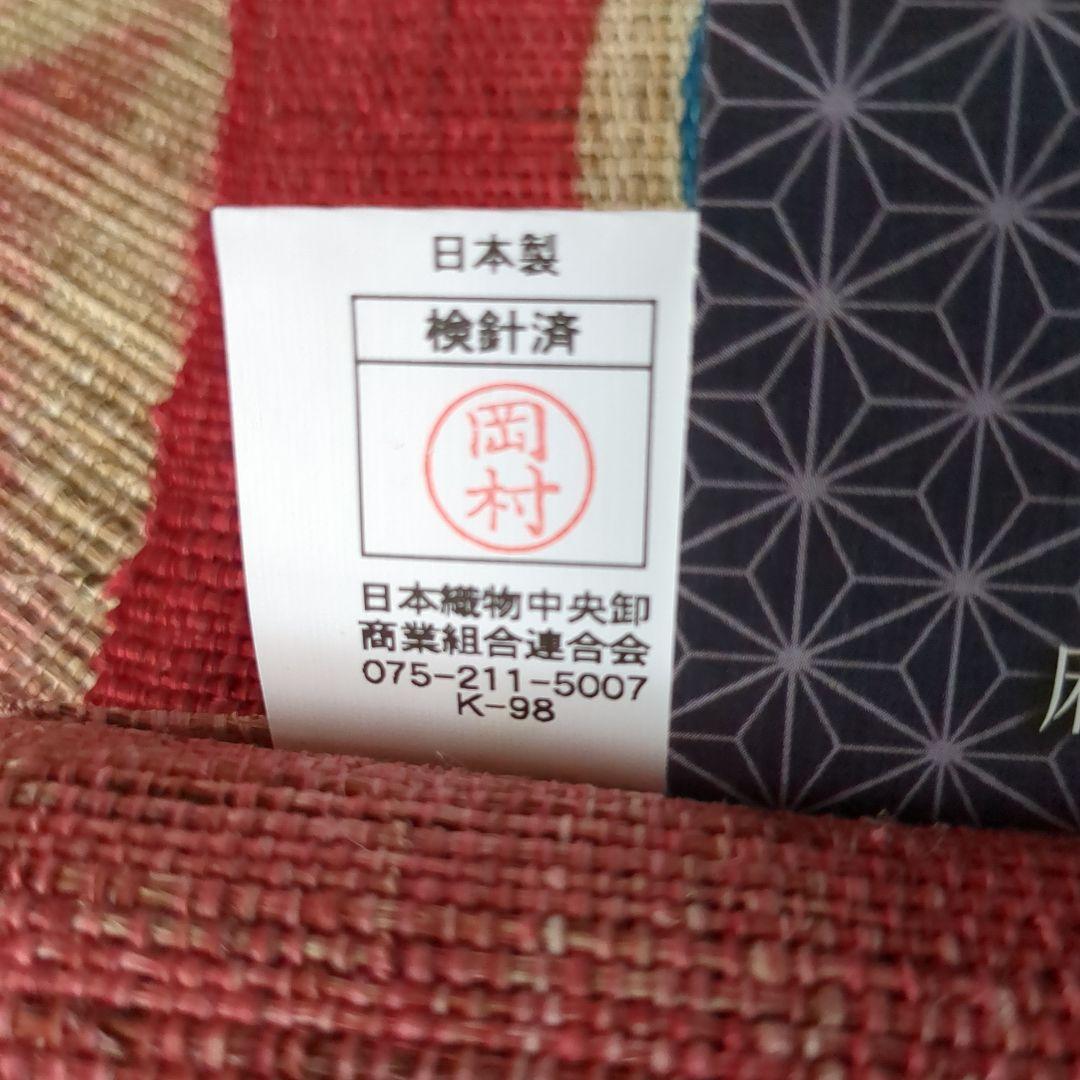 日本製
検針済
岡
村
日本織物中央卸
商業組合連合会
075-211-5007
K-98